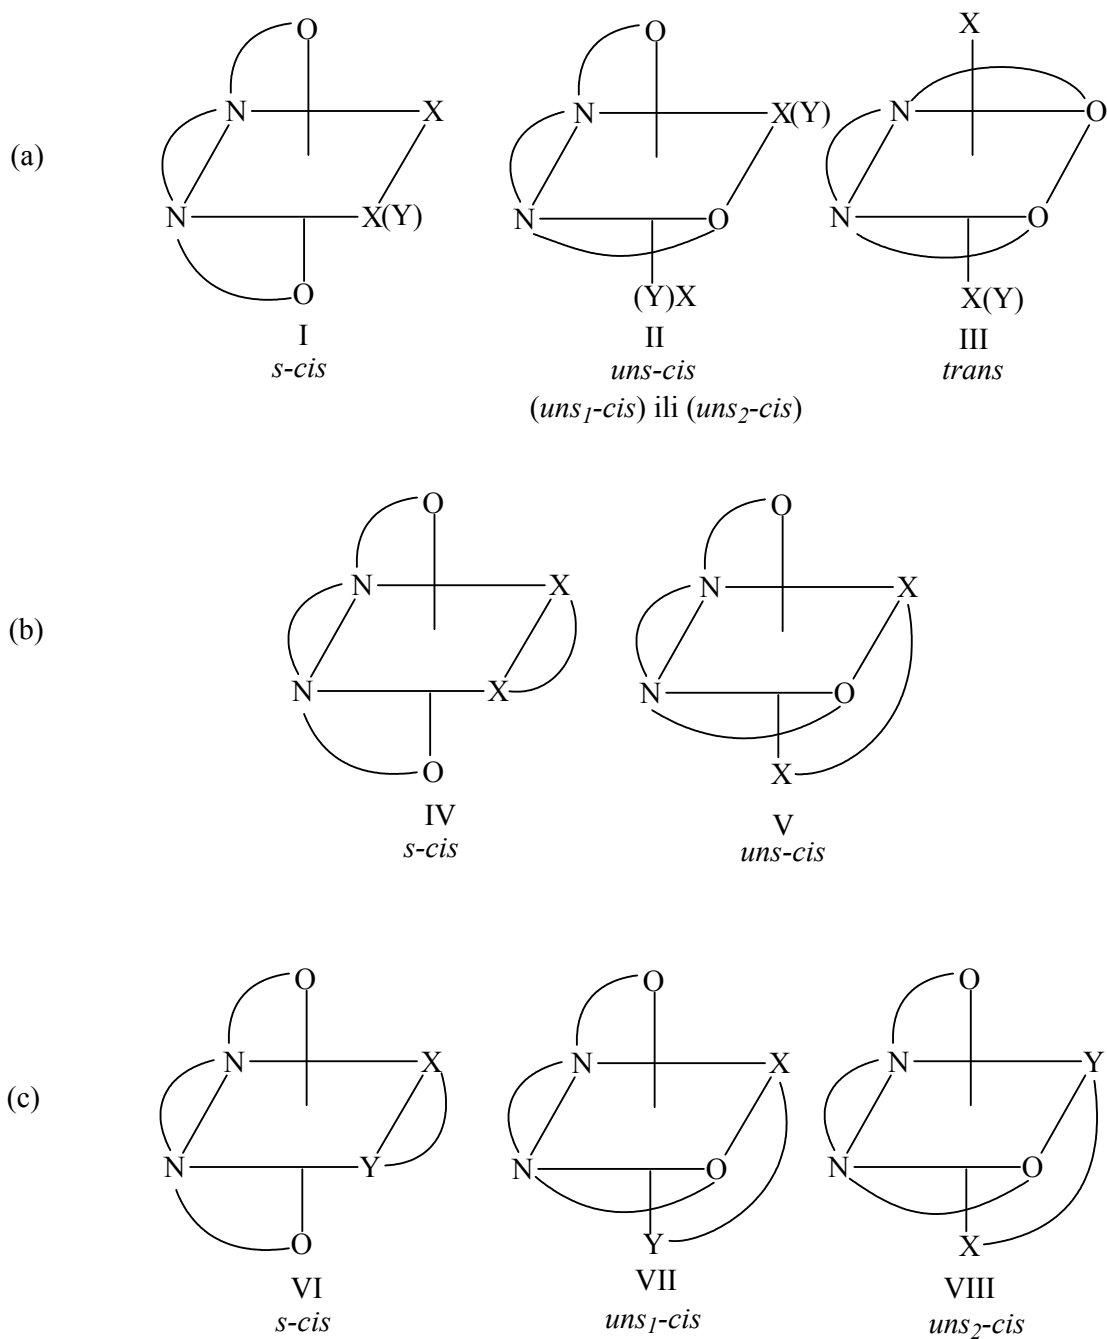 (a)
O
N X
N X(Y)
O
I
s-cis
O
N X(Y)
N O
(Y)X
II
uns-cis
(uns1-cis) ili (uns2-cis)
X
N O
N O
X(Y)
III
trans
(b)
O
N X
N X
O
IV
s-cis
O
N X
N O
X
V
uns-cis
(c)
O
N X
N Y
O
VI
s-cis
O
N X
N O
Y
VII
uns1-cis
O
N Y
N O
X
VIII
uns2-cis